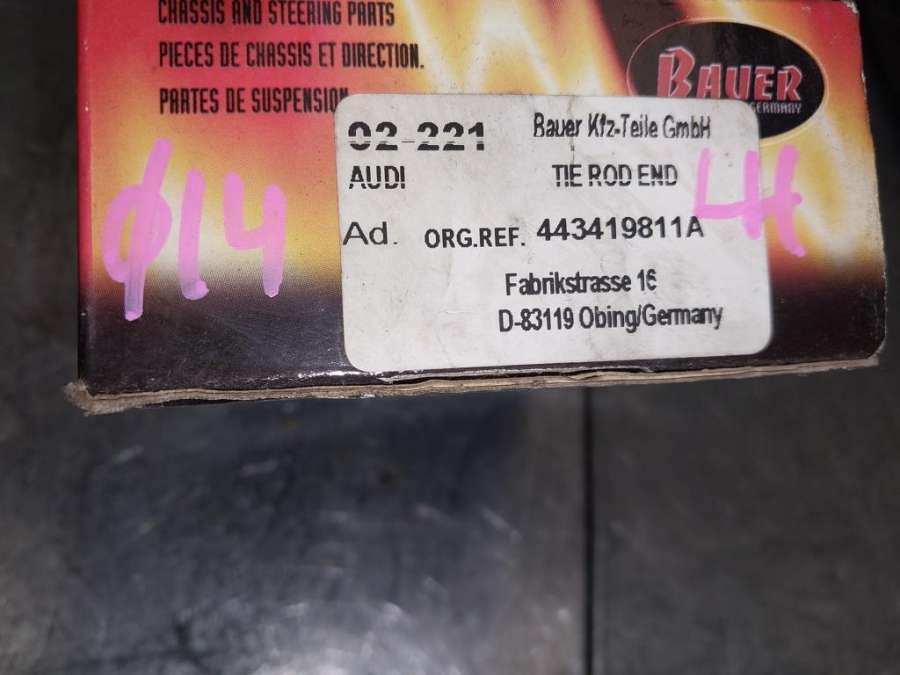 CHASSIS AND STEERING PARTS
PIECES DE CHASSIS ET DIRECTION.
PARTES DE SUSPENSION
BAUER
GERMANY
02-221 Bauer Kfz-Teile GmbH
AUDI TIE ROD END LH
Ad. ORG.REF. 443419811A
Ø14
Fabrikstrasse 16
D-83119 Obing/Germany